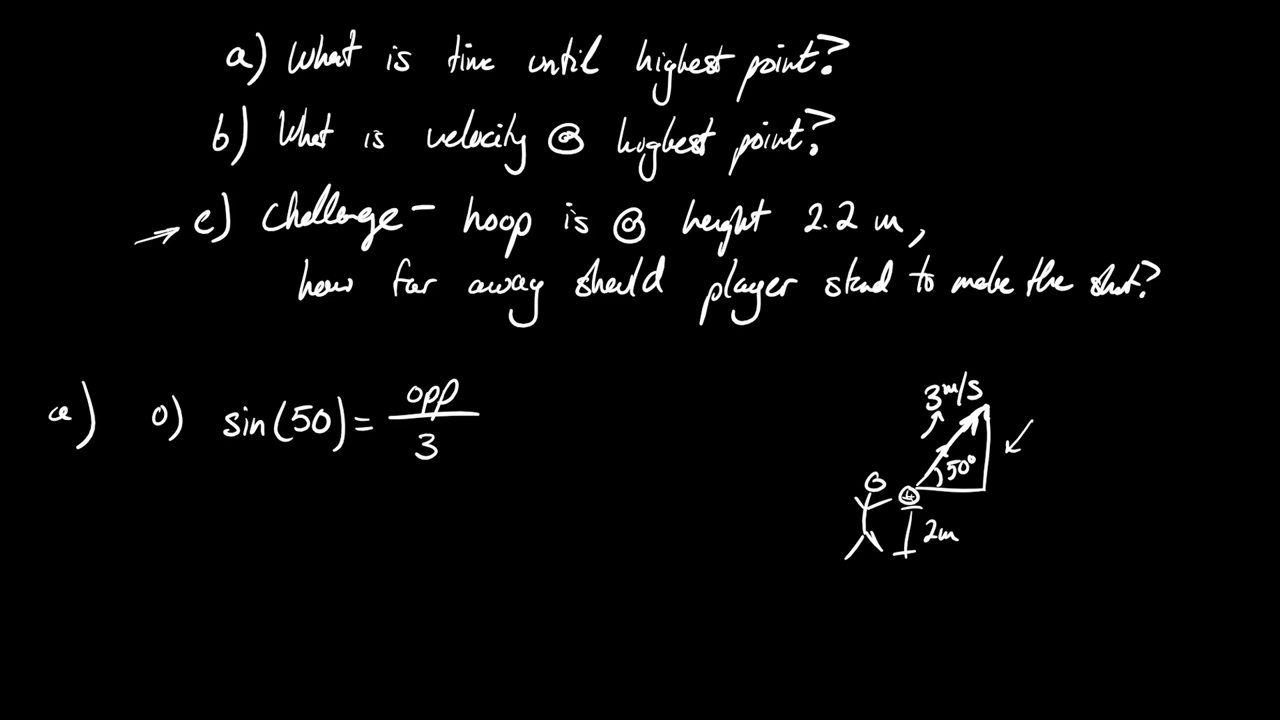 a) What is time until highest point?
b) What is velocity @ highest point?
c) Challenge - hoop is @ height 2.2 m,
how far away should player stand to make the shot?
a) 0) sin(50) = opp / 3
3 m/s
50°
2m